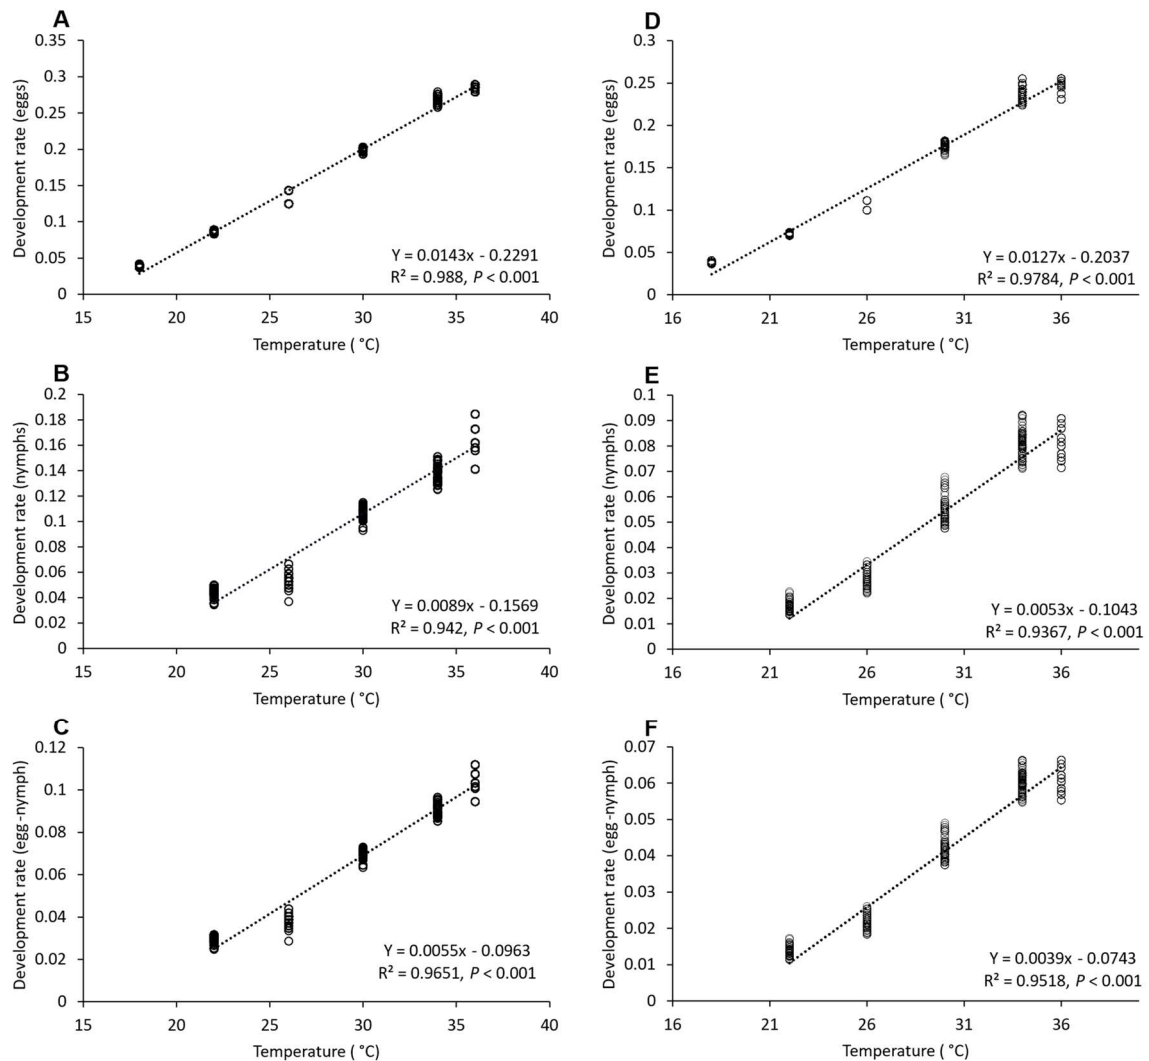 A
Development rate (eggs)
0.35
0.3
0.25
0.2
0.15
0.1
0.05
0
15 20 25 30 35 40
Temperature ( °C)
Y = 0.0143x - 0.2291
R² = 0.988, P < 0.001
D
Development rate (eggs)
0.3
0.25
0.2
0.15
0.1
0.05
0
16 21 26 31 36
Temperature ( °C)
Y = 0.0127x - 0.2037
R² = 0.9784, P < 0.001
B
Development rate (nymphs)
0.2
0.18
0.16
0.14
0.12
0.1
0.08
0.06
0.04
0.02
0
15 20 25 30 35 40
Temperature ( °C)
Y = 0.0089x - 0.1569
R² = 0.942, P < 0.001
E
Development rate (nymphs)
0.1
0.09
0.08
0.07
0.06
0.05
0.04
0.03
0.02
0.01
0
16 21 26 31 36
Temperature ( °C)
Y = 0.0053x - 0.1043
R² = 0.9367, P < 0.001
C
Development rate (egg-nymph)
0.12
0.1
0.08
0.06
0.04
0.02
0
15 20 25 30 35 40
Temperature ( °C)
Y = 0.0055x - 0.0963
R² = 0.9651, P < 0.001
F
Development rate (egg-nymph)
0.07
0.06
0.05
0.04
0.03
0.02
0.01
0
16 21 26 31 36
Temperature ( °C)
Y = 0.0039x - 0.0743
R² = 0.9518, P < 0.001